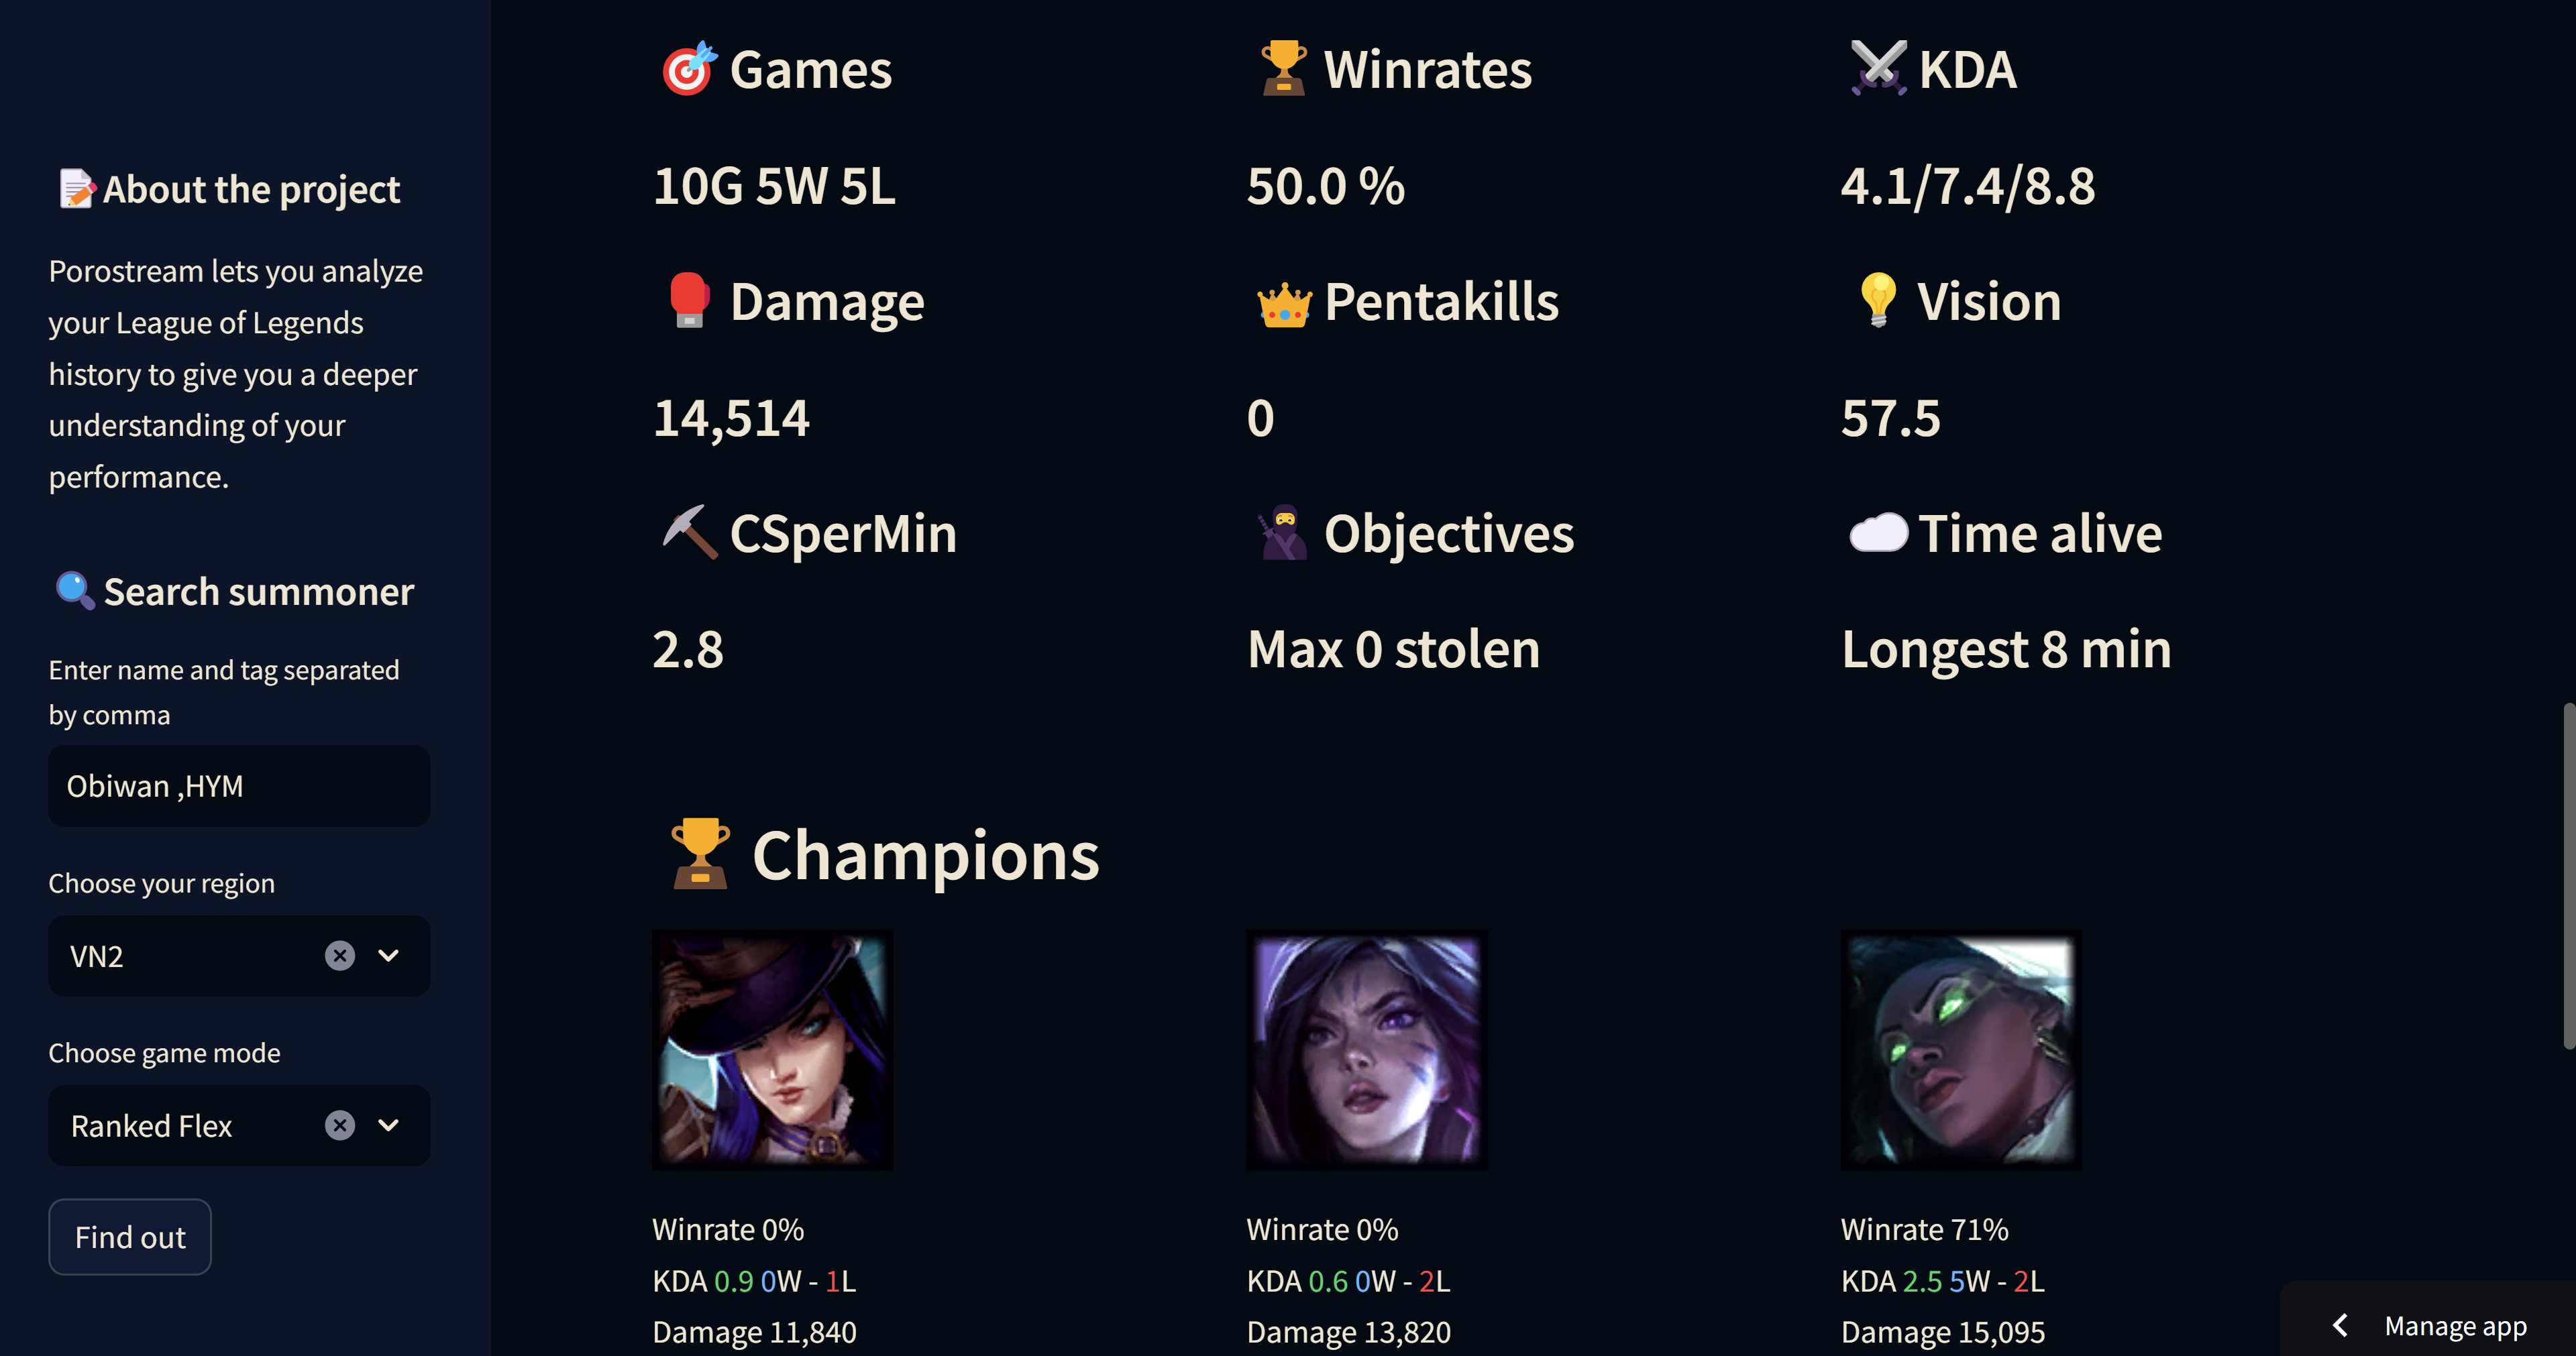 About the project
Porostream lets you analyze
your League of Legends
history to give you a deeper
understanding of your
performance.
Search summoner
Enter name and tag separated
by comma
Obiwan ,HYM
Choose your region
VN2
Choose game mode
Ranked Flex
Find out
Games
10G 5W 5L
Winrates
50.0 %
KDA
4.1/7.4/8.8
Damage
14,514
Pentakills
0
Vision
57.5
CSperMin
2.8
Objectives
Max 0 stolen
Time alive
Longest 8 min
Champions
Winrate 0%
KDA 0.9 0W - 1L
Damage 11,840
Winrate 0%
KDA 0.6 0W - 2L
Damage 13,820
Winrate 71%
KDA 2.5 5W - 2L
Damage 15,095
Manage app